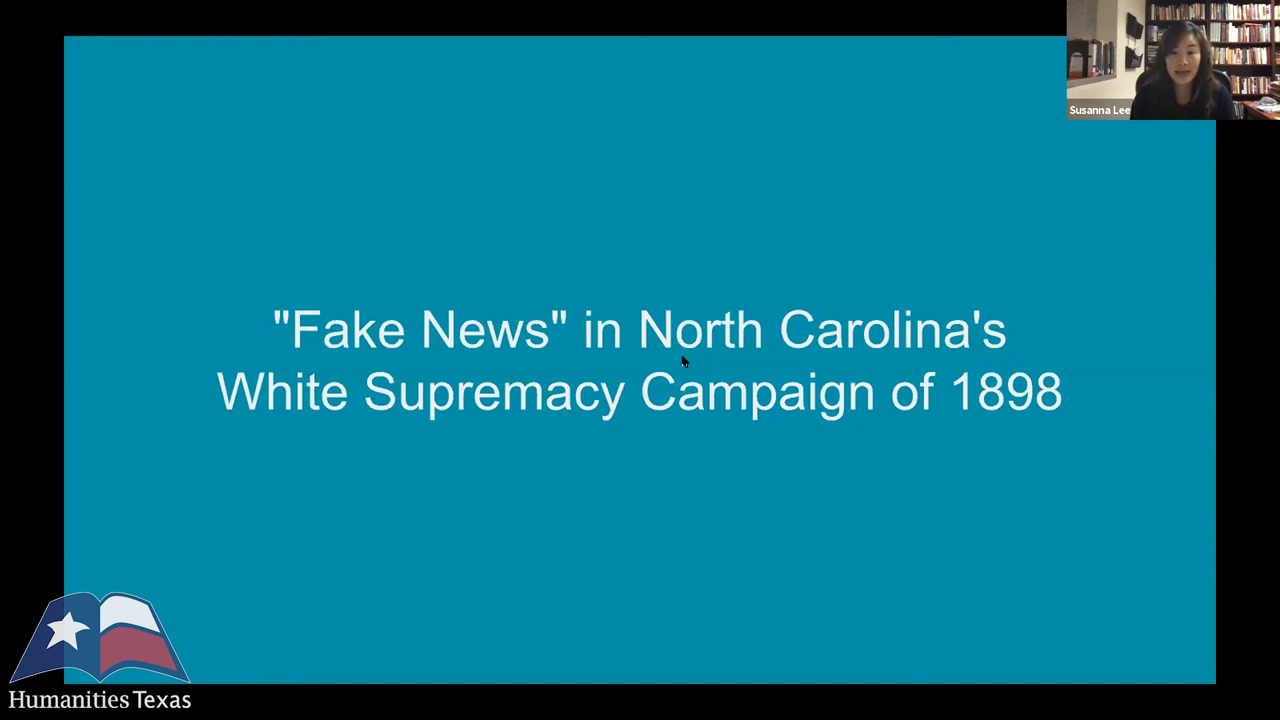 Susanna Lee
"Fake News" in North Carolina's
White Supremacy Campaign of 1898
Humanities Texas